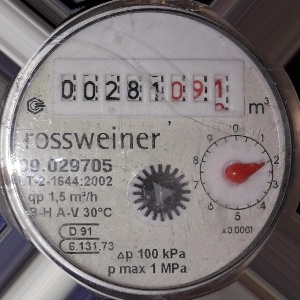 00281091
m³
rossweiner
09.029705
LT-2-1644:2002
qp 1,5 m³/h
B-H A-V 30°C
D 91
6.131.73
Δp 100 kPa
p max 1 MPa
0
1
2
3
4
5
6
7
8
9
x0,0001